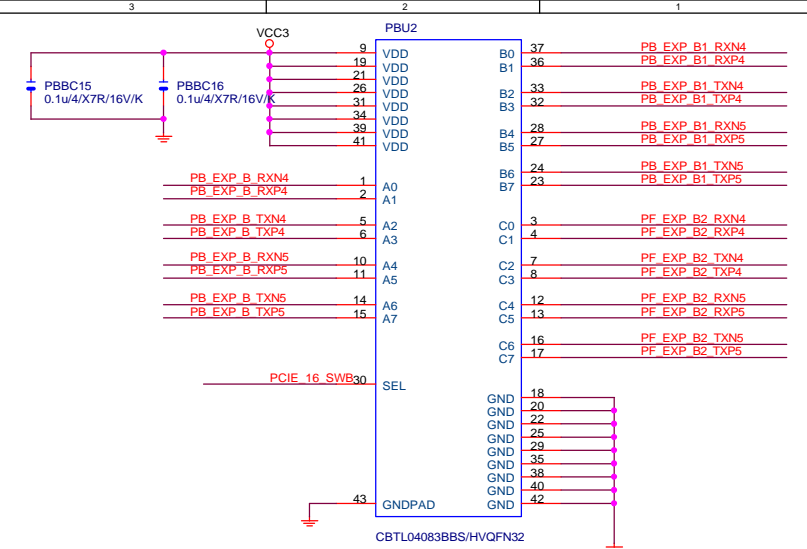 3 2 1
PBU2
VCC3
9 VDD B0 37 PB_EXP_B1_RXN4
19 VDD B1 36 PB_EXP_B1_RXP4
21 VDD
26 VDD B2 33 PB_EXP_B1_TXN4
31 VDD B3 32 PB_EXP_B1_TXP4
34 VDD
39 VDD B4 28 PB_EXP_B1_RXN5
41 VDD B5 27 PB_EXP_B1_RXP5
PBBC15
0.1u/4/X7R/16V/K
PBBC16
0.1u/4/X7R/16V/K
B6 24 PB_EXP_B1_TXN5
B7 23 PB_EXP_B1_TXP5
PB_EXP_B_RXN4 1 A0
PB_EXP_B_RXP4 2 A1
PB_EXP_B_TXN4 5 A2 C0 3 PF_EXP_B2_RXN4
PB_EXP_B_TXP4 6 A3 C1 4 PF_EXP_B2_RXP4
PB_EXP_B_RXN5 10 A4 C2 7 PF_EXP_B2_TXN4
PB_EXP_B_RXP5 11 A5 C3 8 PF_EXP_B2_TXP4
PB_EXP_B_TXN5 14 A6 C4 12 PF_EXP_B2_RXN5
PB_EXP_B_TXP5 15 A7 C5 13 PF_EXP_B2_RXP5
C6 16 PF_EXP_B2_TXN5
C7 17 PF_EXP_B2_TXP5
PCIE_16_SWB 30 SEL
GND 18
GND 20
GND 22
GND 25
GND 29
GND 35
GND 38
GND 40
43 GNDPAD GND 42
CBTL04083BBS/HVQFN32